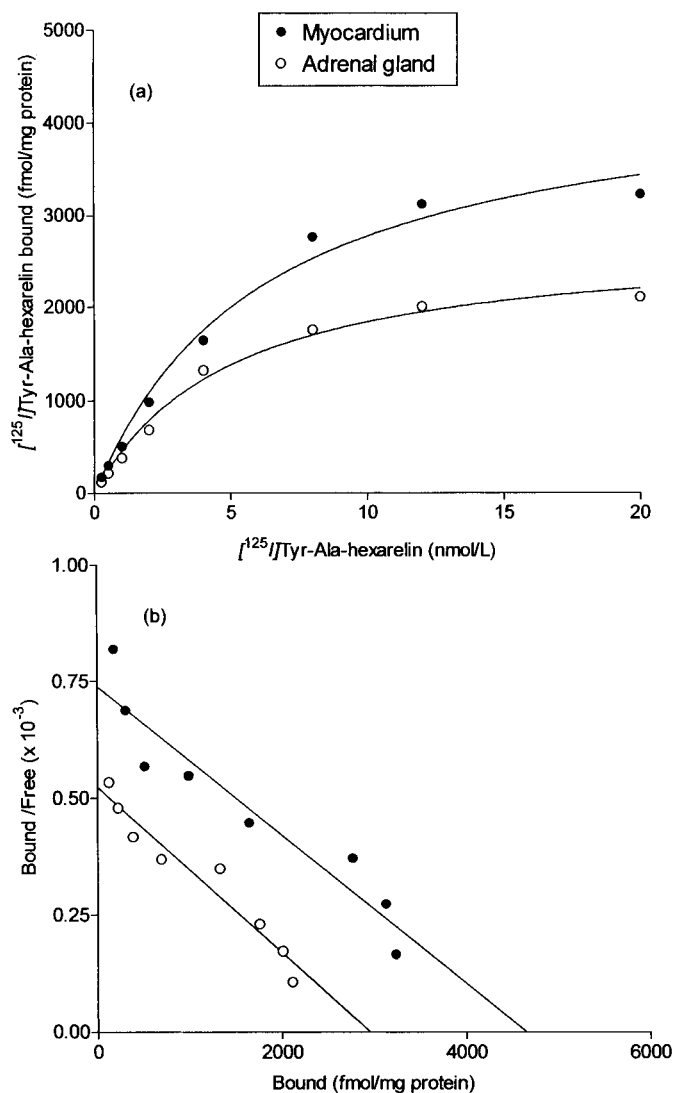 Myocardium
Adrenal gland
(a)
[¹²⁵I]Tyr-Ala-hexarelin bound (fmol/mg protein)
5000
4000
3000
2000
1000
0
0
5
10
15
20
[¹²⁵I]Tyr-Ala-hexarelin (nmol/L)
(b)
Bound /Free (x 10⁻³)
1.00
0.75
0.50
0.25
0.00
0
2000
4000
6000
Bound (fmol/mg protein)